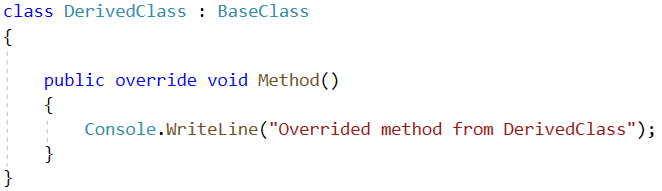 class DerivedClass : BaseClass
{
public override void Method()
{
Console.WriteLine("Overrided method from DerivedClass");
}
}